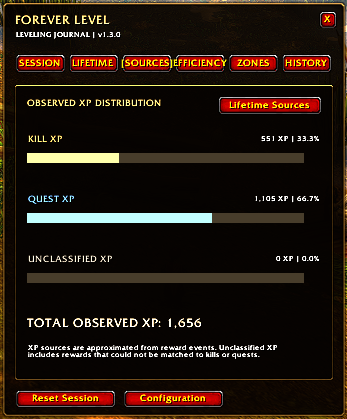 FOREVER LEVEL
X
LEVELING JOURNAL | v1.3.0
SESSION LIFETIME [SOURCES] EFFICIENCY ZONES HISTORY
OBSERVED XP DISTRIBUTION
Lifetime Sources
KILL XP
551 XP | 33.3%
QUEST XP
1,105 XP | 66.7%
UNCLASSIFIED XP
0 XP | 0.0%
TOTAL OBSERVED XP: 1,656
XP sources are approximated from reward events. Unclassified XP
includes rewards that could not be matched to kills or quests.
Reset Session
Configuration